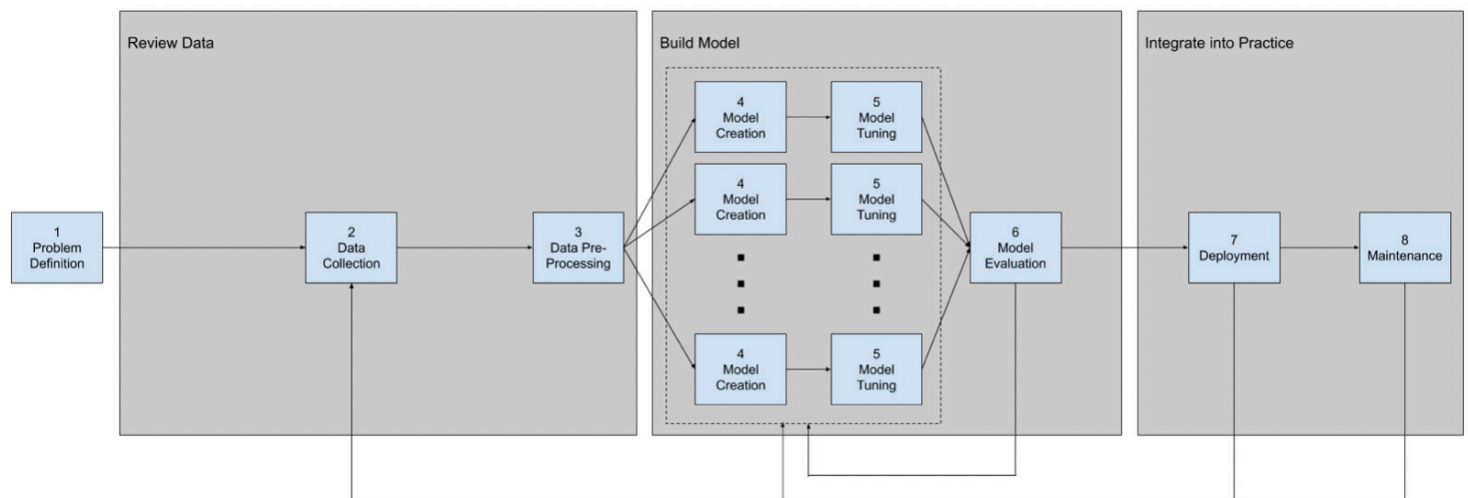 Review Data
Build Model
Integrate into Practice
4
Model
Creation
5
Model
Tuning
4
Model
Creation
5
Model
Tuning
1
Problem
Definition
2
Data
Collection
3
Data Pre-
Processing
6
Model
Evaluation
7
Deployment
8
Maintenance
4
Model
Creation
5
Model
Tuning